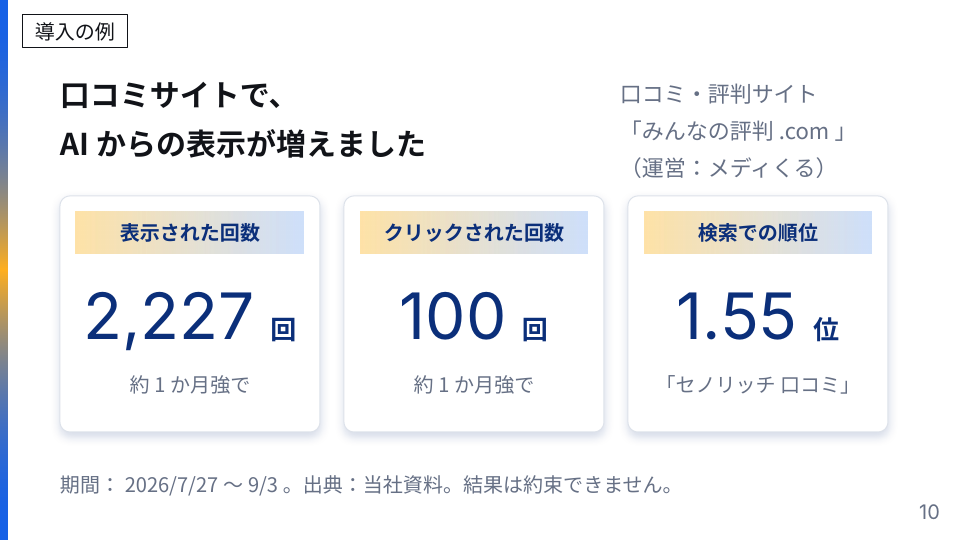 導入の例
口コミサイトで、
AI からの表示が増えました
口コミ・評判サイト
「みんなの評判 .com 」
（運営：メディくる）
表示された回数
2,227 回
約 1 か月強で
クリックされた回数
100 回
約 1 か月強で
検索での順位
1.55 位
「セノリッチ 口コミ」
期間： 2026/7/27 〜 9/3 。出典：当社資料。結果は約束できません。
10